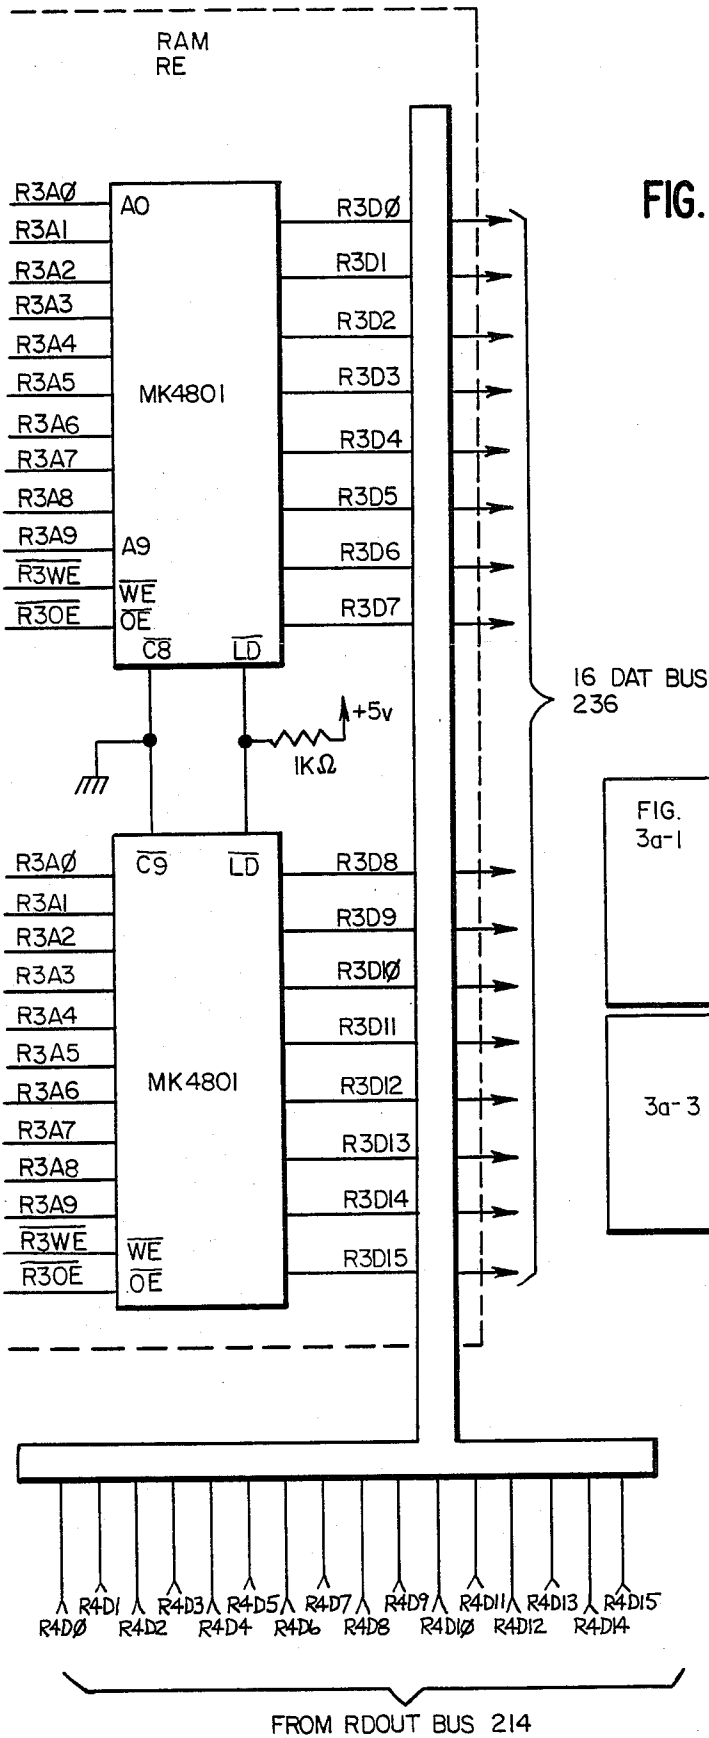 RAM
RE
FIG.
R3AØ
R3A1
R3A2
R3A3
R3A4
R3A5
R3A6
R3A7
R3A8
R3A9
R3WE
R3OE
A0
MK4801
A9
WE
OE
C8 LD
R3DØ
R3D1
R3D2
R3D3
R3D4
R3D5
R3D6
R3D7
+5v
1KΩ
16 DAT BUS
236
FIG.
3a-1
3a-3
R3AØ
R3A1
R3A2
R3A3
R3A4
R3A5
R3A6
R3A7
R3A8
R3A9
R3WE
R3OE
C9 LD
MK4801
WE
OE
R3D8
R3D9
R3D1Ø
R3D11
R3D12
R3D13
R3D14
R3D15
R4D1 R4D3 R4D5 R4D7 R4D9 R4D11 R4D13 R4D15
R4DØ R4D2 R4D4 R4D6 R4D8 R4D1Ø R4D12 R4D14
FROM RDOUT BUS 214